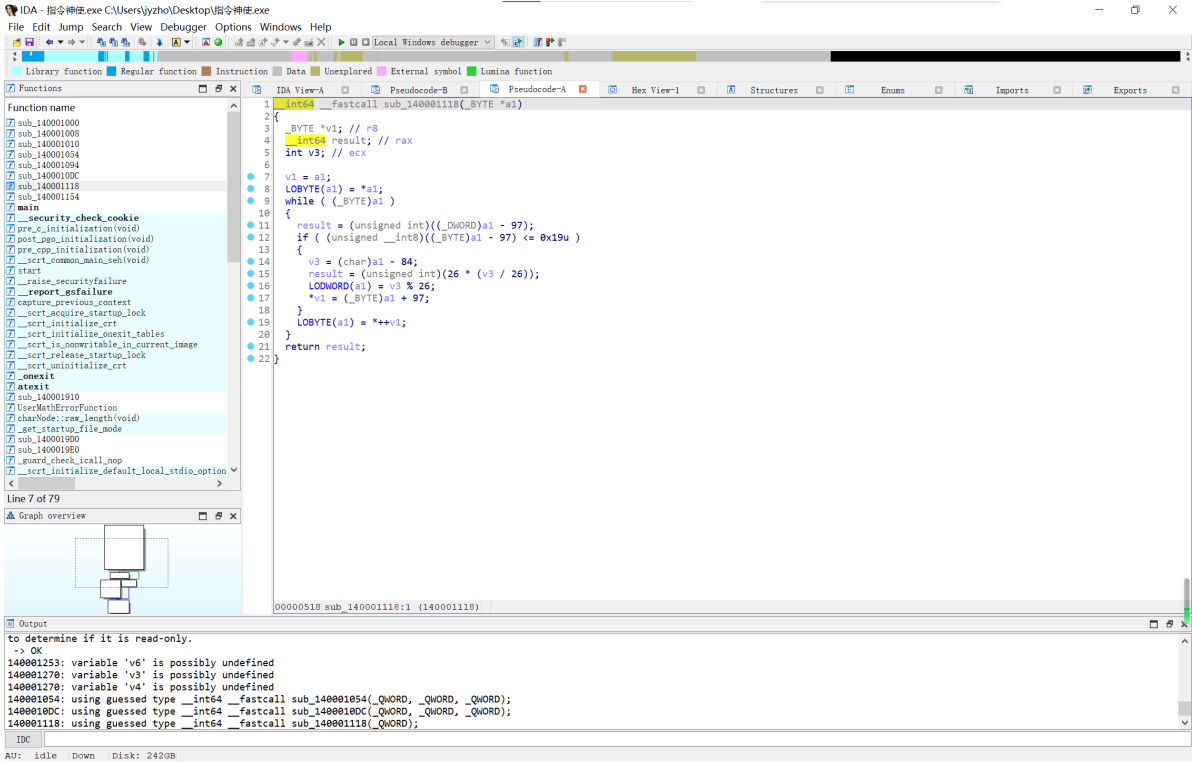 IDA - 指令神使.exe C:\Users\jyzho\Desktop\指令神使.exe
File Edit Jump Search View Debugger Options Windows Help
Local Windows debugger
Library function Regular function Instruction Data Unexplored External symbol Lumina function
Functions
IDA View-A Pseudocode-B Pseudocode-A Hex View-1 Structures Enums Imports Exports
Function name
sub_140001000
sub_140001008
sub_140001010
sub_140001054
sub_140001094
sub_1400010DC
sub_140001118
sub_140001154
main
__security_check_cookie
pre_c_initialization(void)
post_pgo_initialization(void)
pre_cpp_initialization(void)
__scrt_common_main_seh(void)
start
__raise_securityfailure
__report_gsfailure
capture_previous_context
__scrt_acquire_startup_lock
__scrt_initialize_crt
__scrt_initialize_onexit_tables
__scrt_is_nonwritable_in_current_image
__scrt_release_startup_lock
__scrt_uninitialize_crt
_onexit
atexit
sub_140001910
UserMathErrorFunction
charNode::raw_length(void)
_get_startup_file_mode
sub_1400019D0
sub_1400019E0
_guard_check_icall_nop
__scrt_initialize_default_local_stdio_option
Line 7 of 79
Graph overview
1 __int64 __fastcall sub_140001118(_BYTE *a1)
2 {
3 _BYTE *v1; // r8
4 __int64 result; // rax
5 int v3; // ecx
6
7 v1 = a1;
8 LOBYTE(a1) = *a1;
9 while ( (_BYTE)a1 )
10 {
11 result = (unsigned int)((_DWORD)a1 - 97);
12 if ( (unsigned __int8)((_BYTE)a1 - 97) <= 0x19u )
13 {
14 v3 = (char)a1 - 84;
15 result = (unsigned int)(26 * (v3 / 26));
16 LODWORD(a1) = v3 % 26;
17 *v1 = (_BYTE)a1 + 97;
18 }
19 LOBYTE(a1) = *++v1;
20 }
21 return result;
22 }
00000518 sub_140001118:1 (140001118)
Output
to determine if it is read-only.
-> OK
140001253: variable 'v6' is possibly undefined
140001270: variable 'v3' is possibly undefined
140001270: variable 'v4' is possibly undefined
140001054: using guessed type __int64 __fastcall sub_140001054(_QWORD, _QWORD, _QWORD);
1400010DC: using guessed type __int64 __fastcall sub_1400010DC(_QWORD, _QWORD, _QWORD);
140001118: using guessed type __int64 __fastcall sub_140001118(_QWORD);
IDC
AU: idle Down Disk: 242GB